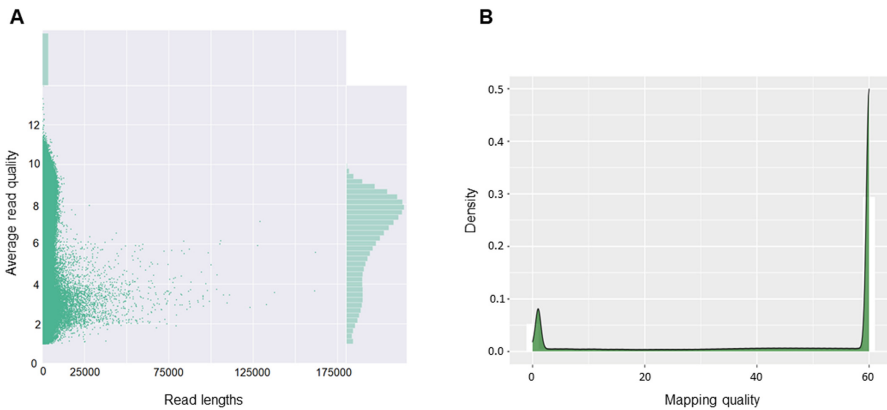 A
Average read quality
12
10
8
6
4
2
0
0 25000 75000 125000 175000
Read lengths
B
Density
0.5
0.4
0.3
0.2
0.1
0.0
0 20 40 60
Mapping quality